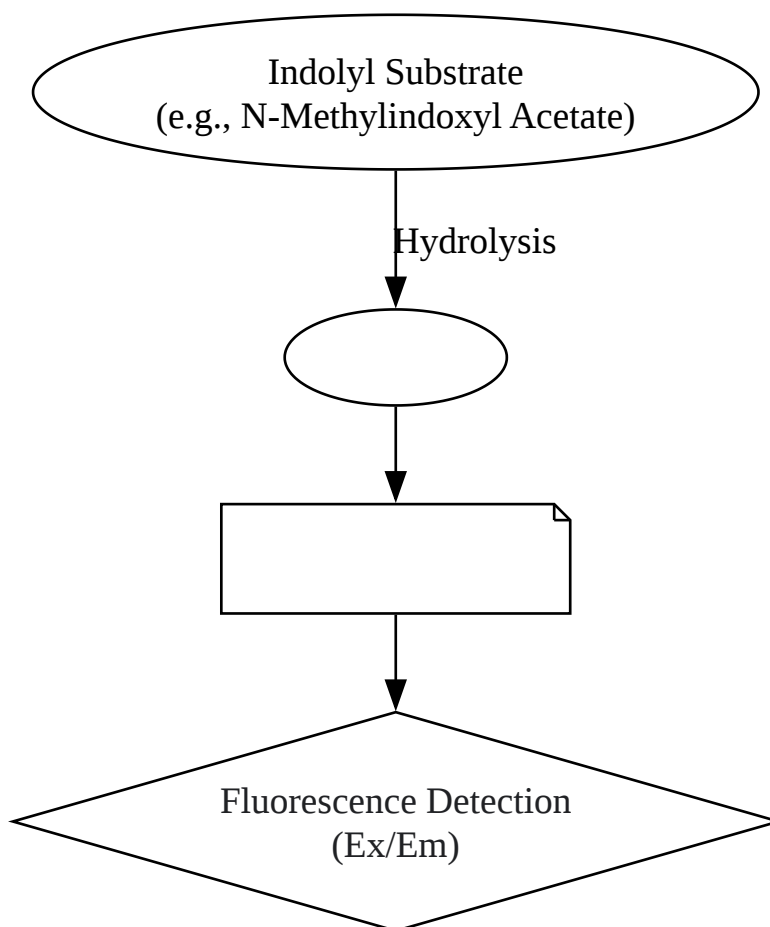 Indolyl Substrate
(e.g., N-Methylindoxyl Acetate)
Hydrolysis
Fluorescence Detection
(Ex/Em)